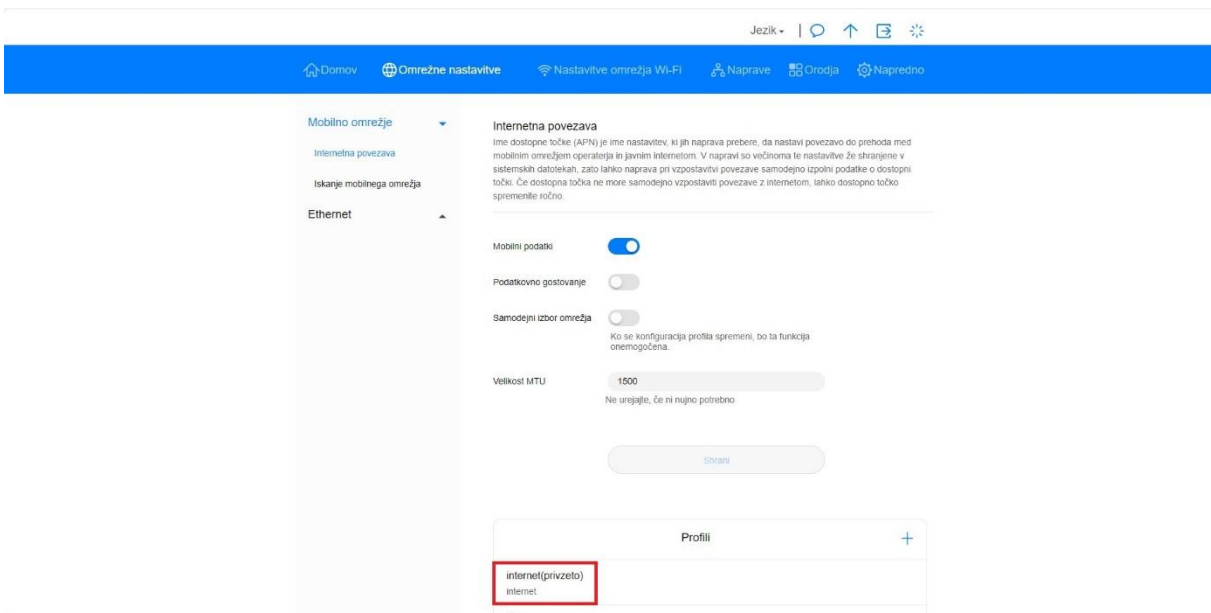 Jezik
Domov
Omrežne nastavitve
Nastavitve omrežja Wi-Fi
Naprave
Orodja
Napredno
Mobilno omrežje
Internetna povezava
Iskanje mobilnega omrežja
Ethernet
Internetna povezava
Ime dostopne točke (APN) je ime nastavitev, ki jih naprava prebere, da nastavi povezavo do prehoda med
mobilnim omrežjem operaterja in javnim internetom. V napravi so večinoma te nastavitve že shranjene v
sistemskih datotekah, zato lahko naprava pri vzpostavitvi povezave samodejno izpolni podatke o dostopni
točki. Če dostopna točka ne more samodejno vzpostaviti povezave z internetom, lahko dostopno točko
spremenite ročno.
Mobilni podatki
Podatkovno gostovanje
Samodejni izbor omrežja
Ko se konfiguracija profila spremeni, bo ta funkcija
onemogočena.
Velikost MTU
1500
Ne urejajte, če ni nujno potrebno
Shrani
Profili
internet(privzeto)
internet